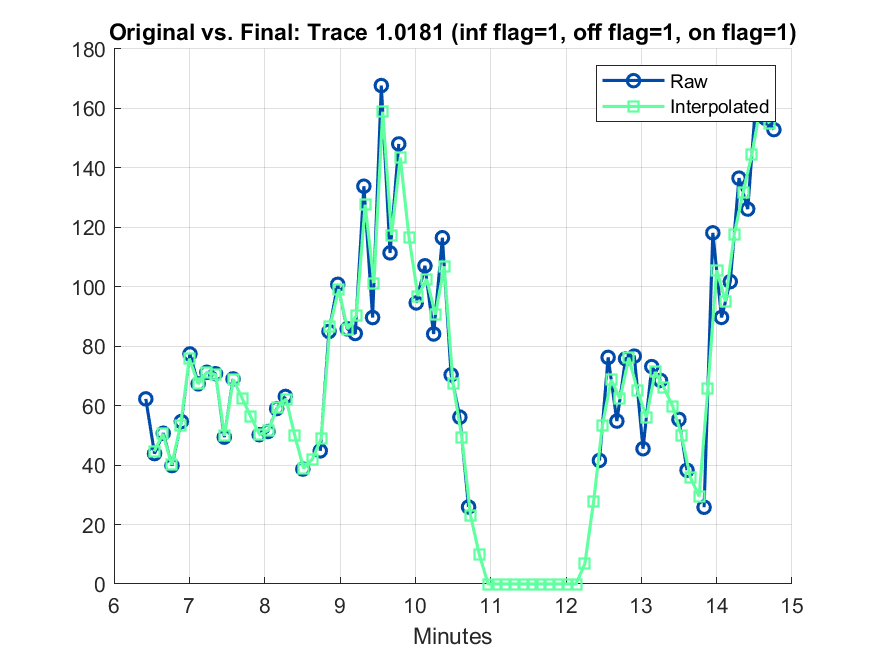 Original vs. Final: Trace 1.0181 (inf flag=1, off flag=1, on flag=1)
180
160
140
120
100
80
60
40
20
0
Raw
Interpolated
6 7 8 9 10 11 12 13 14 15
Minutes